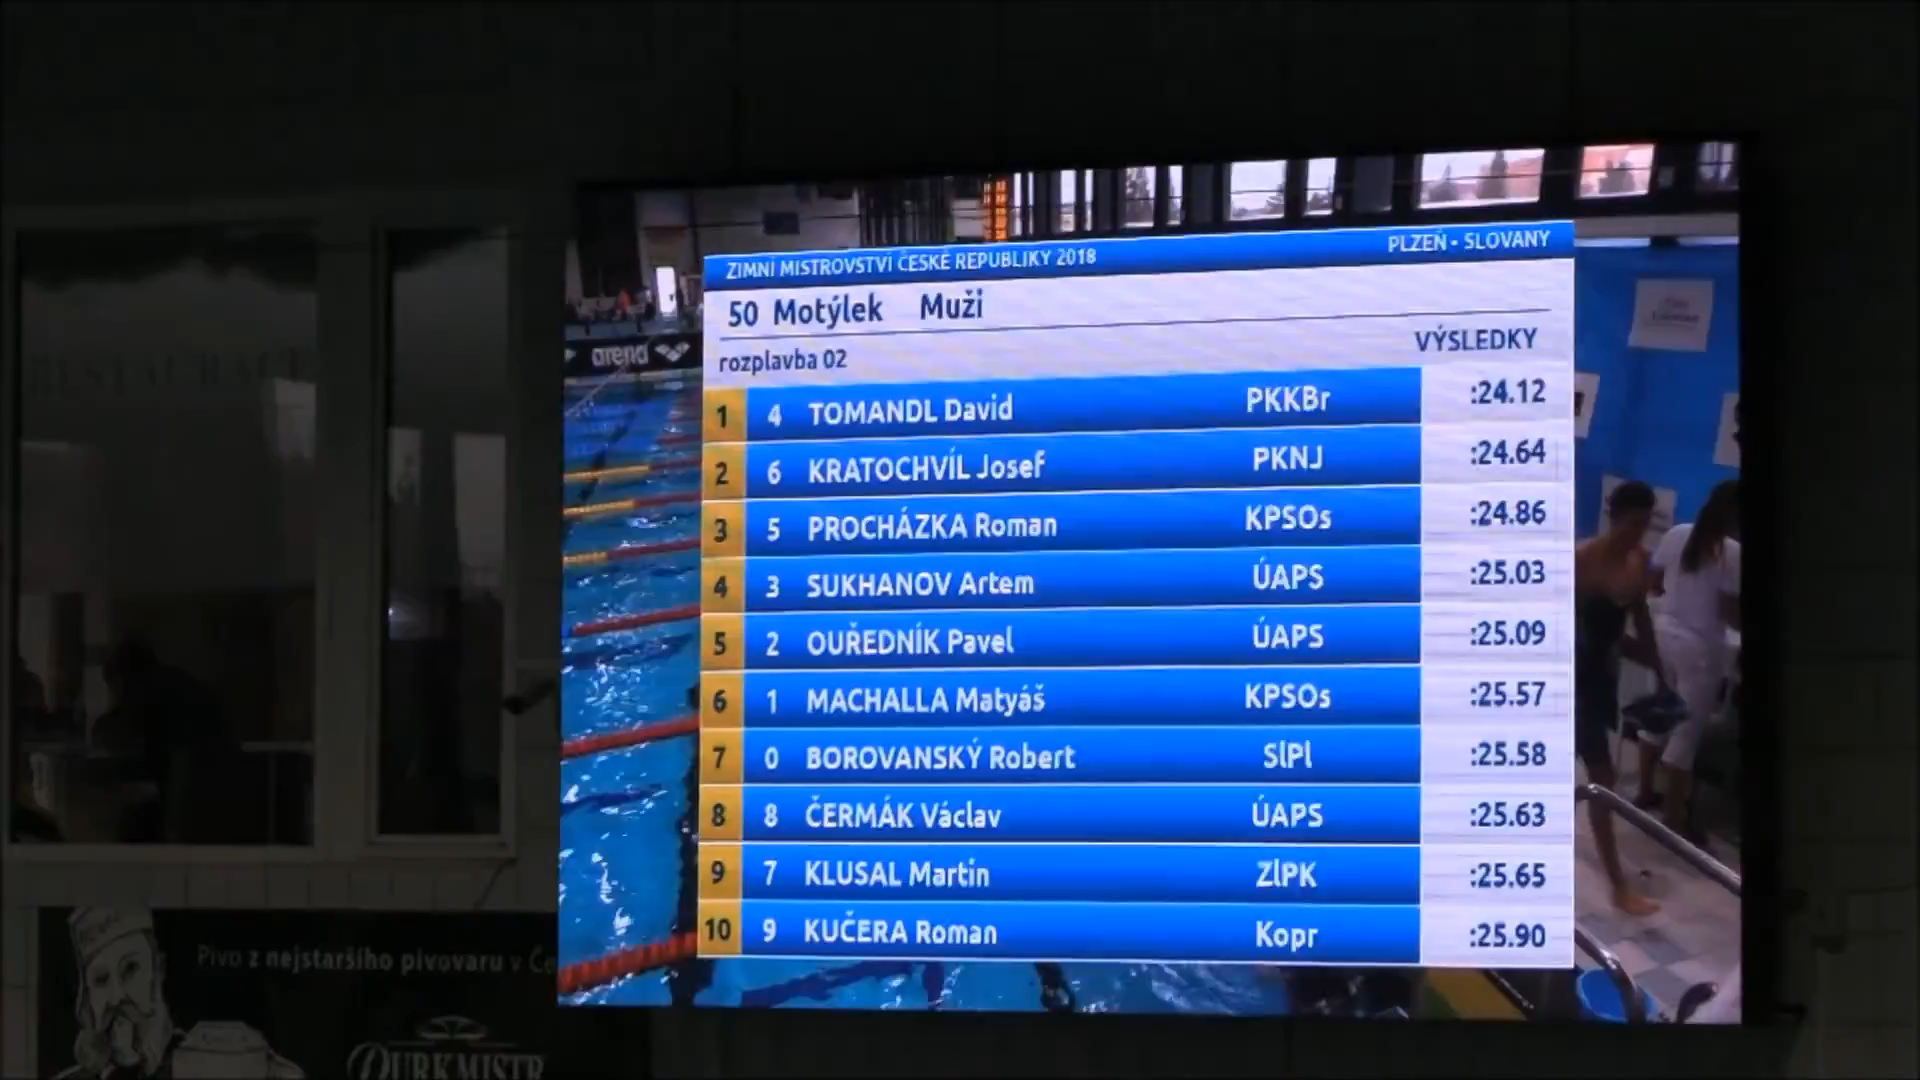 ZIMNÍ MISTROVSTVÍ ČESKÉ REPUBLIKY 2018 PLZEŇ - SLOVANY
50 Motýlek Muži
rozplavba 02 VÝSLEDKY
arena
1 4 TOMANDL David PKKBr :24.12
2 6 KRATOCHVÍL Josef PKNJ :24.64
3 5 PROCHÁZKA Roman KPSOs :24.86
4 3 SUKHANOV Artem ÚAPS :25.03
5 2 OUŘEDNÍK Pavel ÚAPS :25.09
6 1 MACHALLA Matyáš KPSOs :25.57
7 0 BOROVANSKÝ Robert SlPl :25.58
8 8 ČERMÁK Václav ÚAPS :25.63
9 7 KLUSAL Martin ZlPK :25.65
10 9 KUČERA Roman Kopr :25.90
Pivo z nejstaršího pivovaru v